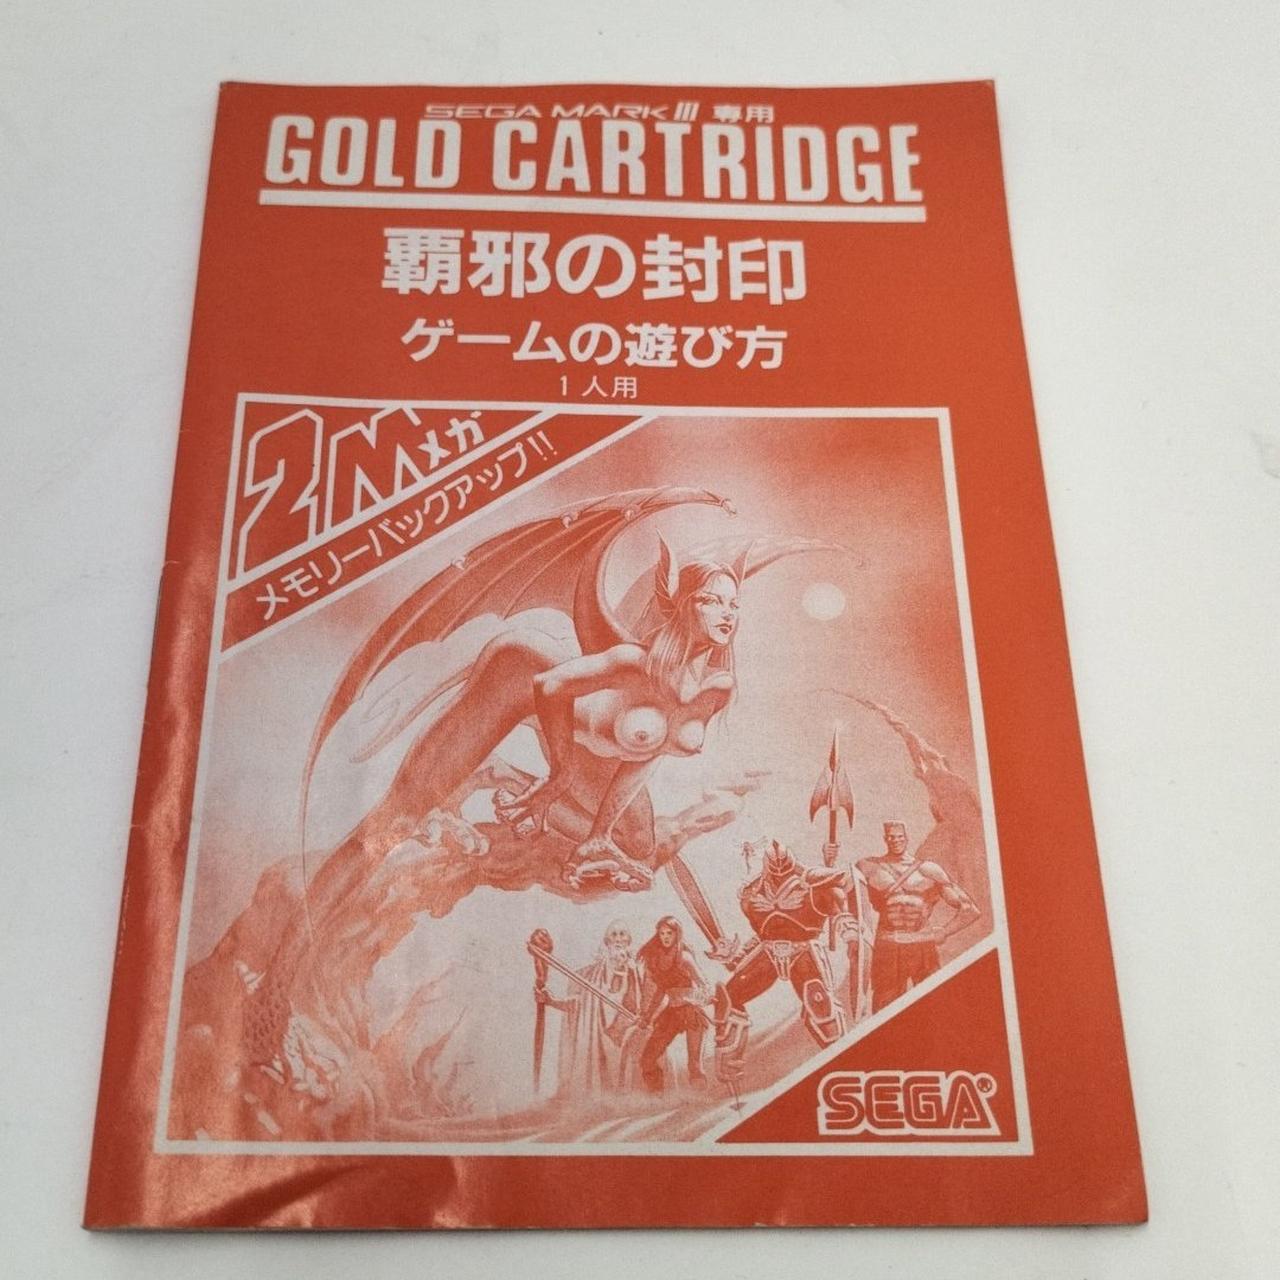 SEGA MARK III 専用
GOLD CARTRIDGE
覇邪の封印
ゲームの遊び方
1人用
2Mメガ
メモリーバックアップ!!
SEGA®